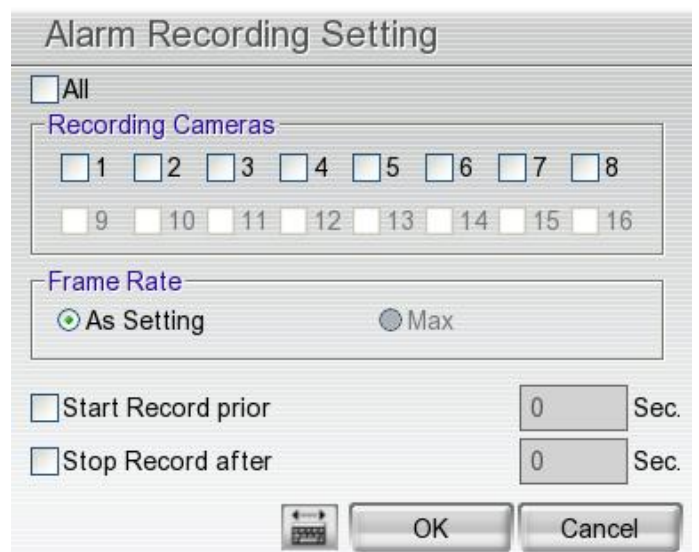 Alarm Recording Setting
All
Recording Cameras
1 2 3 4 5 6 7 8
9 10 11 12 13 14 15 16
Frame Rate
As Setting Max
Start Record prior 0 Sec.
Stop Record after 0 Sec.
OK Cancel